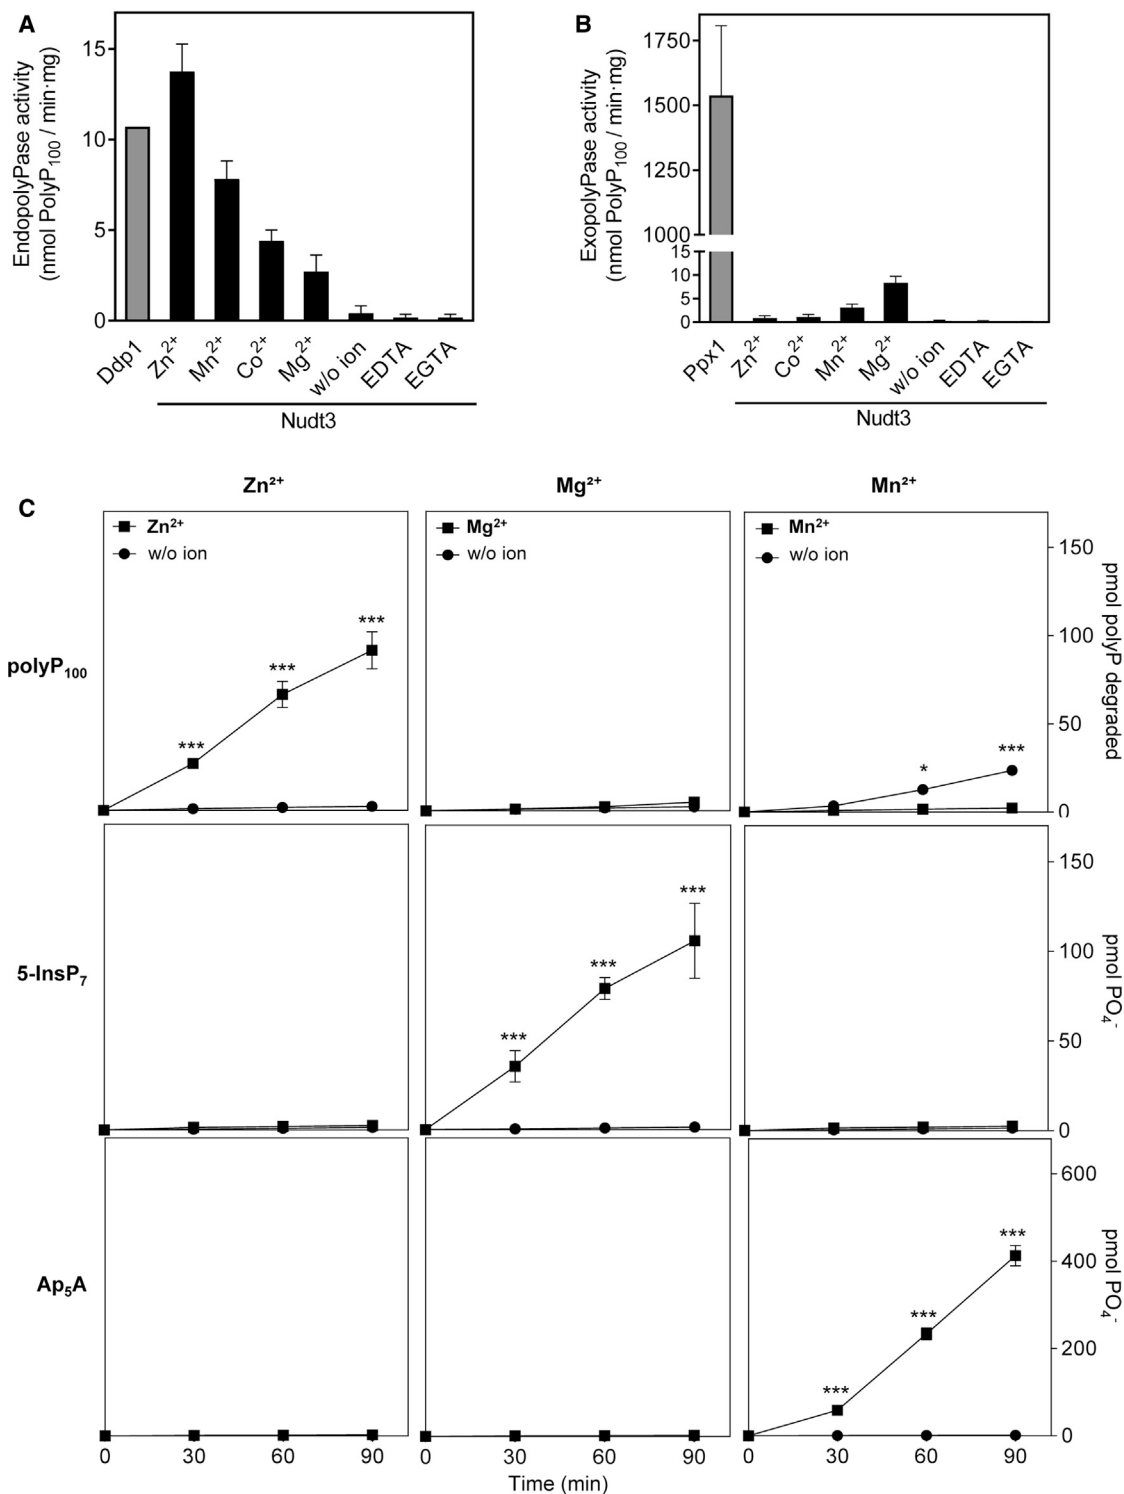 A
EndopolyPase activity
(nmol PolyP₁₀₀ / min·mg)
15
10
5
0
Ddp1
Zn²⁺
Mn²⁺
Co²⁺
Mg²⁺
w/o ion
EDTA
EGTA
Nudt3
B
ExopolyPase activity
(nmol PolyP₁₀₀ / min·mg)
1750
1500
1250
1000
15
10
5
0
Ppx1
Zn²⁺
Co²⁺
Mn²⁺
Mg²⁺
w/o ion
EDTA
EGTA
Nudt3
C
Zn²⁺
Mg²⁺
Mn²⁺
polyP₁₀₀
Zn²⁺
w/o ion
***
***
***
Mg²⁺
w/o ion
Mn²⁺
w/o ion
*
***
150
100
50
0
pmol polyP degraded
5-InsP₇
***
***
***
150
100
50
0
pmol PO₄⁻
Ap₅A
***
***
***
600
400
200
0
pmol PO₄⁻
0 30 60 90
0 30 60 90
0 30 60 90
Time (min)